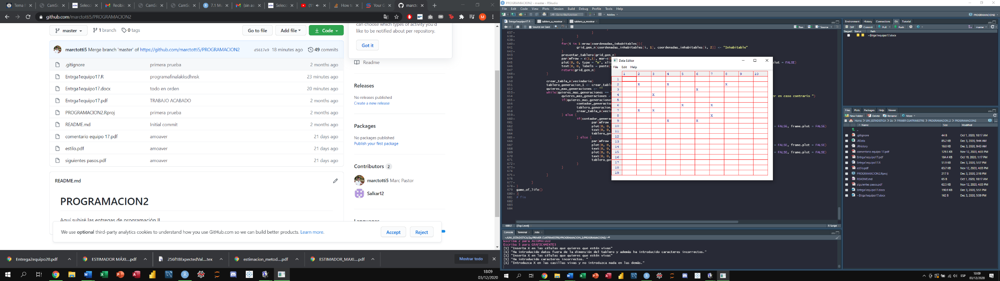 Tema
CamSc
Selecc
Recibic
CamSc
CamSc
7.1 Mu
(sin as
Selecc
How to
Your G
marcto
github.com/marctotti5/PROGRAMACION2
master
1 branch
0 tags
Go to file
Add file
Code
can choose which types of activity you'd
like to be notified about per repository.
Got it
marctotti5 Merge branch 'master' of https://github.com/marctotti5/PROGRAMACION2
d5617e9 18 minutes ago
49 commits
.gitignore primera prueba 2 months ago
Entrga1equipo17.R programafinalakksdhnsk 23 minutes ago
Entrga1equipo17.docx todo en orden 20 minutes ago
Entrga1equipo17.pdf TRABAJO ACABADO 2 months ago
PROGRAMACION2.Rproj primera prueba 2 months ago
README.md Initial commit 2 months ago
comentario equipo 17.pdf amoaver 21 days ago
estilo.pdf amoaver 21 days ago
siguientes pasos.pdf amoaver 21 days ago
README.md
PROGRAMACION2
Aquí subiré las entregas de programación II
Readme
Releases
No releases published
Create a new release
Packages
No packages published
Publish your first package
Contributors 2
marctotti5 Marc Pastor
Salkar12
Languages
We use optional third-party analytics cookies to understand how you use GitHub.com so we can build better products. Learn more.
Accept
Reject
Entrega2equipo20.pdf
ESTIMADOR MÁXI....pdf
256f18ExpectedVal....tex
estimacion_metod....pdf
ESTIMADOR_MAXI....pdf
Mostrar todo
18:09
03/12/2020
PROGRAMACION2 - master - RStudio
File Edit Code View Plots Session Build Debug Profile Tools Help
Go to file/function
Addins
PROGRAMACION2
Entrga1equipo17.R
tablero_a_mostrar
tablero_a_mostrar
Source on Save
Run
Source
637 }
638 }
639 }
640 for(i in 1:nrow(coordenadas_inhabitables)){
641 grid_gen_n[coordenadas_inhabitables[i, 1], coordenadas_inhabitables[i, 2]] <- "Inhabitable"
642 }
643 presentar_tablero(grid_gen_n)
644 par(mfrow = c(1,1), mar=c(
645 plot(0, 0, type = "n", xlim plot = FALSE)
646 text(0, 0, labels = paste(
647 return(grid_gen_n)
648 }
649
650 crear_tabla_n(vecindario)
651 tablero_generacion_1 <- crear_tabl
652 quieres_mas_generaciones <- ""
653 while(quieres_mas_generaciones ==
654 quieres_mas_generaciones < er en caso contrario ")
655 if(quieres_mas_generaciones
656 contador_generacion
657 tablero_generacion_
658 crear_tabla_n(vecin
659 } else {
660 if(contador_genera
661 par(mfrow =
662 plot(0, 0, = FALSE, frame.plot = FALSE)
663 text(0, 0,
664 tablero_ge
665 } else {
666 par(mfrow =
667 plot(0, 0, = FALSE, frame.plot = FALSE)
668 text(0, 0,
669 plot(0, 0, = FALSE, frame.plot = FALSE)
670 text(0, 0,
671 tablero_ge
672 }
673 }
674
675 }
676
677 }
678 }
679 game_of_life()
680 }
681 # fin
682
683
684
680:2 (Top Level) R Script
Data Editor
File Edit Help
1 2 3 4 5 6 7 8 9 10
1
2 X X X
3 X
4 X
5
6 X X
7 X X
8 X
9 X X
10
11
12
13
14
15
16
17
18
19
Console Terminal Jobs
~/UNI_ESTADISTICA/2o/PRIMER CUATRIMESTRE/PROGRAMACION_2/PROGRAMACION2/
Escriba 2 para AUTOMÁTICO
Escriba 3 para GRÁFICAMENTE3
[1] "Inserta X en las células que quieres que estén vivas"
[1] "Ha introducido datos fuera de la dimensión del tablero y además ha introducido caracteres incorrectos."
[1] "Inserta X en las células que quieres que estén vivas"
[1] "Ha introducido caracteres incorrectos. "
[1] "Introduzca X en las casillas vivas y no introduzca nada en las demás."
Environment History Connections Git Tutorial
Diff Commit Pull Push master
Staged Status Path
~$trga1equipo17.docx
Files Plots Packages Help Viewer
New Folder Delete Rename More
Home > UNI_ESTADISTICA > 2o > PRIMER CUATRIMESTRE > PROGRAMACION_2 > PROGRAMACION2
Name Size Modified
..
.gitignore 44 B Oct 1, 2020, 10:17 AM
.RData 85.2 KB Dec 3, 2020, 9:44 AM
.Rhistory 18.8 KB Dec 3, 2020, 9:43 AM
comentario equipo 17.pdf 129.5 KB Nov 12, 2020, 4:03 PM
Entrga1equipo17.pdf 184.4 KB Oct 19, 2020, 1:17 PM
Entrga1equipo17.R 51.9 KB Dec 3, 2020, 5:57 PM
estilo.pdf 63.7 KB Nov 12, 2020, 4:03 PM
PROGRAMACION2.Rproj 217 B Dec 3, 2020, 2:18 PM
README.md 65 B Oct 1, 2020, 10:17 AM
siguientes pasos.pdf 62.5 KB Nov 12, 2020, 4:03 PM
Entrga1equipo17.docx 190.9 KB Dec 3, 2020, 5:51 PM
~$trga1equipo17.docx 162 B Dec 3, 2020, 5:59 PM
ESP
18:09
03/12/2020